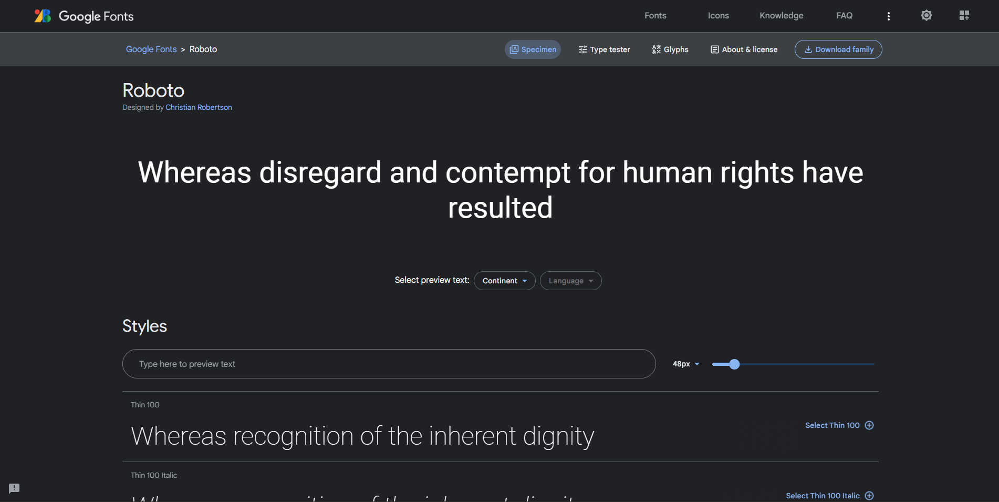 Google Fonts
Fonts Icons Knowledge FAQ
Google Fonts > Roboto
Specimen Type tester Glyphs About & license Download family
Roboto
Designed by Christian Robertson
Whereas disregard and contempt for human rights have
resulted
Select preview text: Continent Language
Styles
Type here to preview text 48px
Thin 100
Select Thin 100
Whereas recognition of the inherent dignity
Thin 100 Italic
Select Thin 100 Italic